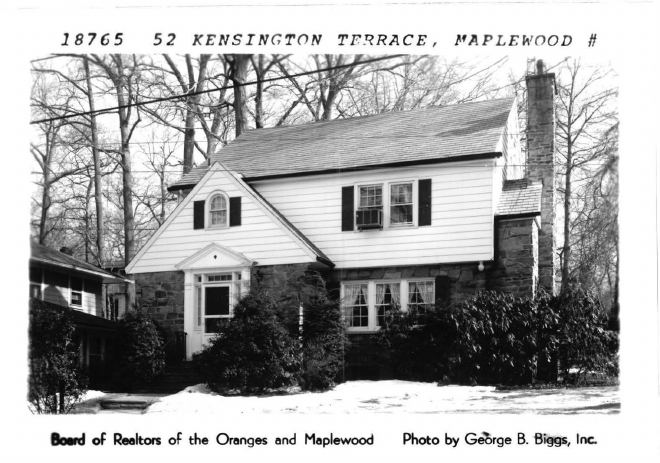 18765 52 KENSINGTON TERRACE, MAPLEWOOD #
Board of Realtors of the Oranges and Maplewood Photo by George B. Biggs, Inc.